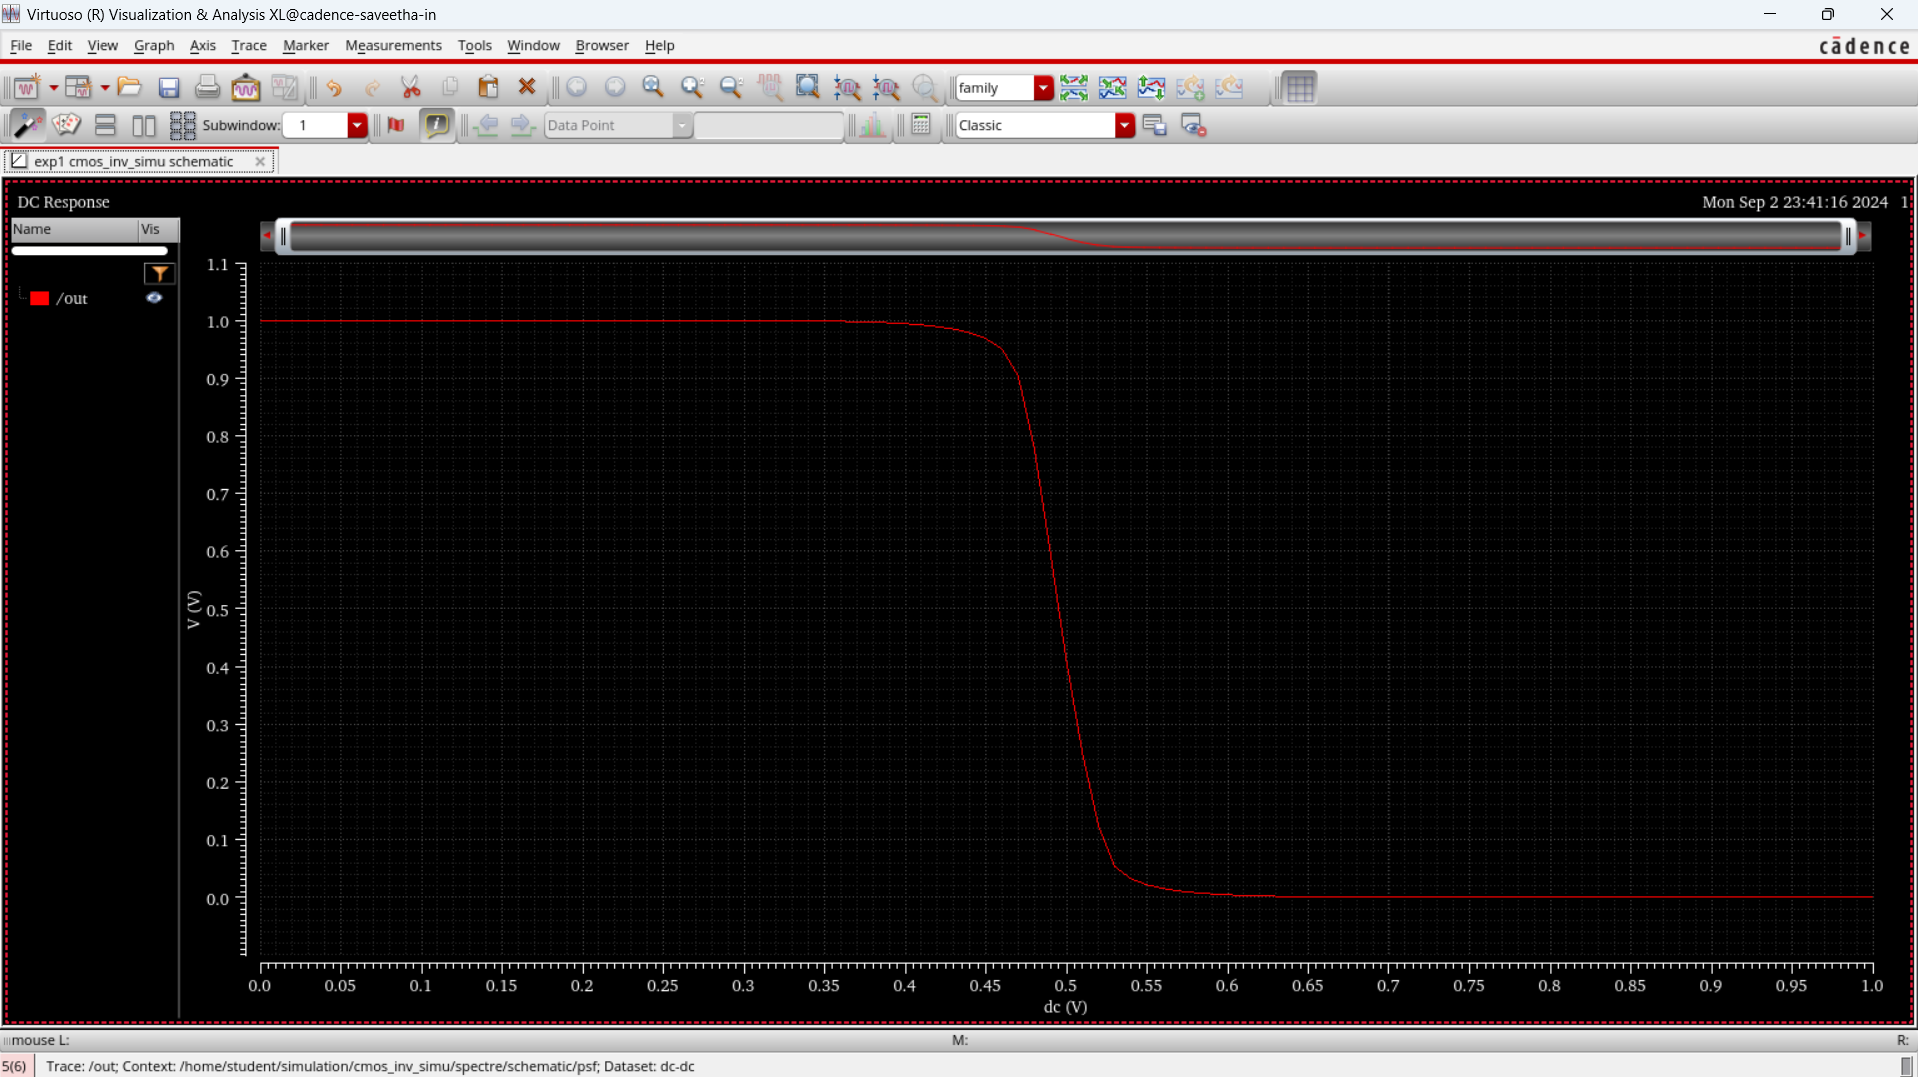 Virtuoso (R) Visualization & Analysis XL@cadence-saveetha-in
File Edit View Graph Axis Trace Marker Measurements Tools Window Browser Help
cādence
family
Subwindow: 1
Data Point
Classic
exp1 cmos_inv_simu schematic
DC Response
Mon Sep 2 23:41:16 2024 1
Name Vis
/out
1.1
1.0
0.9
0.8
0.7
0.6
V (V)
0.5
0.4
0.3
0.2
0.1
0.0
0.0 0.05 0.1 0.15 0.2 0.25 0.3 0.35 0.4 0.45 0.5 0.55 0.6 0.65 0.7 0.75 0.8 0.85 0.9 0.95 1.0
dc (V)
mouse L: M: R:
5(6) Trace: /out; Context: /home/student/simulation/cmos_inv_simu/spectre/schematic/psf; Dataset: dc-dc